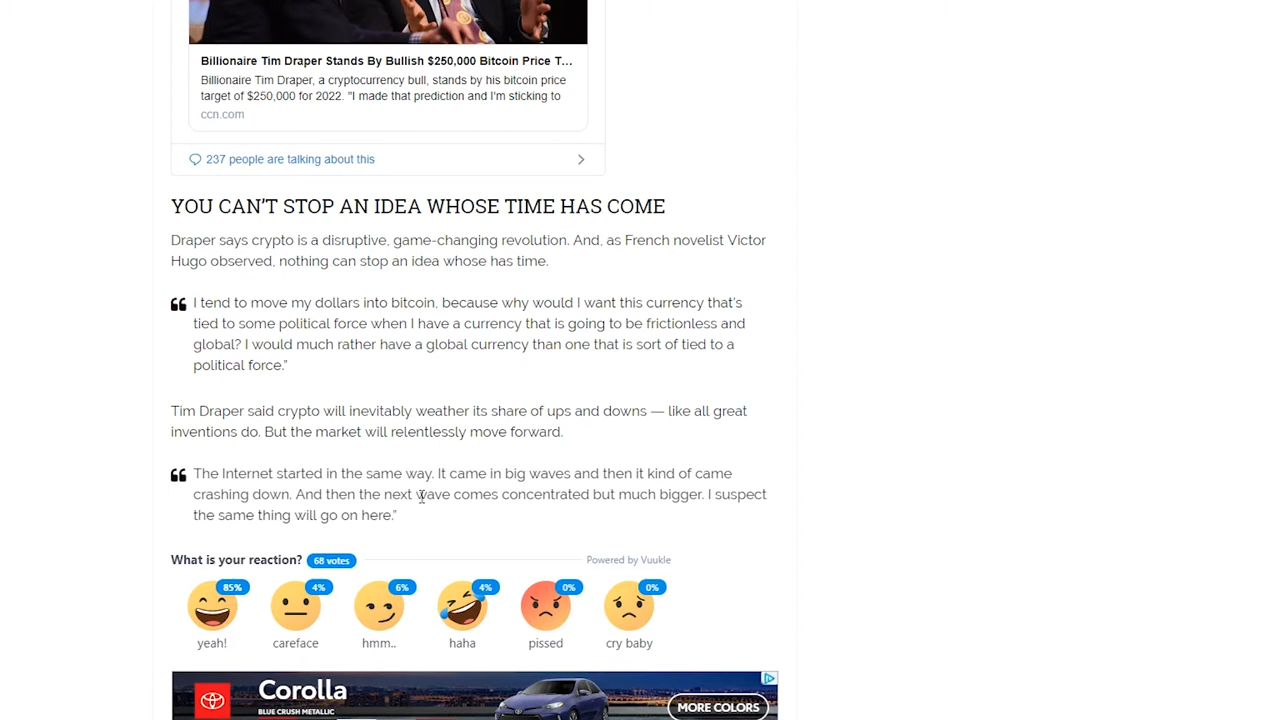 Billionaire Tim Draper Stands By Bullish $250,000 Bitcoin Price T...
Billionaire Tim Draper, a cryptocurrency bull, stands by his bitcoin price
target of $250,000 for 2022. "I made that prediction and I'm sticking to
ccn.com
237 people are talking about this
YOU CAN'T STOP AN IDEA WHOSE TIME HAS COME
Draper says crypto is a disruptive, game-changing revolution. And, as French novelist Victor
Hugo observed, nothing can stop an idea whose has time.
I tend to move my dollars into bitcoin, because why would I want this currency that's
tied to some political force when I have a currency that is going to be frictionless and
global? I would much rather have a global currency than one that is sort of tied to a
political force."
Tim Draper said crypto will inevitably weather its share of ups and downs — like all great
inventions do. But the market will relentlessly move forward.
The Internet started in the same way. It came in big waves and then it kind of came
crashing down. And then the next wave comes concentrated but much bigger. I suspect
the same thing will go on here."
What is your reaction? 68 votes Powered by Vuukle
85% 4% 6% 4% 0% 0%
yeah! careface hmm.. haha pissed cry baby
TOYOTA Corolla
BLUE CRUSH METALLIC
MORE COLORS